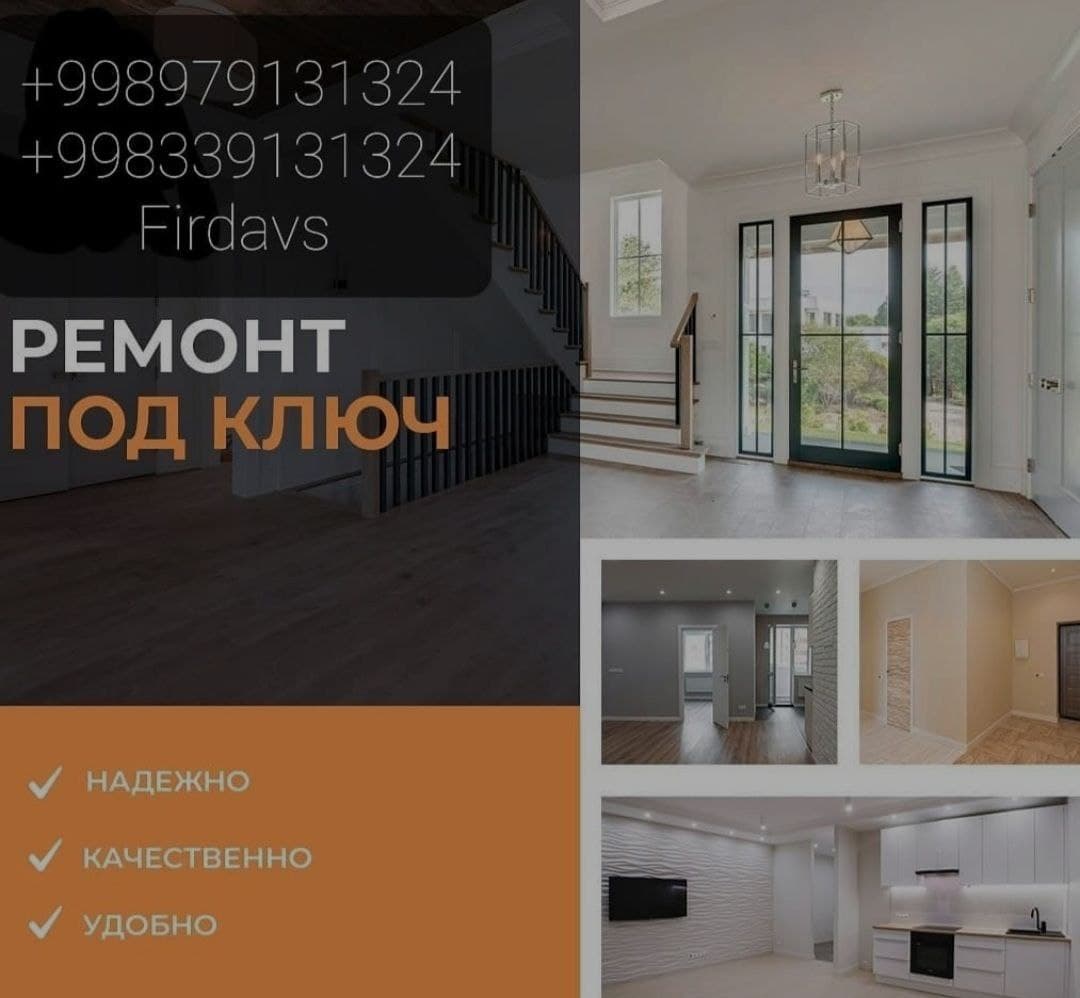 +998979131324
+998339131324
Firdavs
РЕМОНТ
ПОД КЛЮЧ
НАДЕЖНО
КАЧЕСТВЕННО
УДОБНО